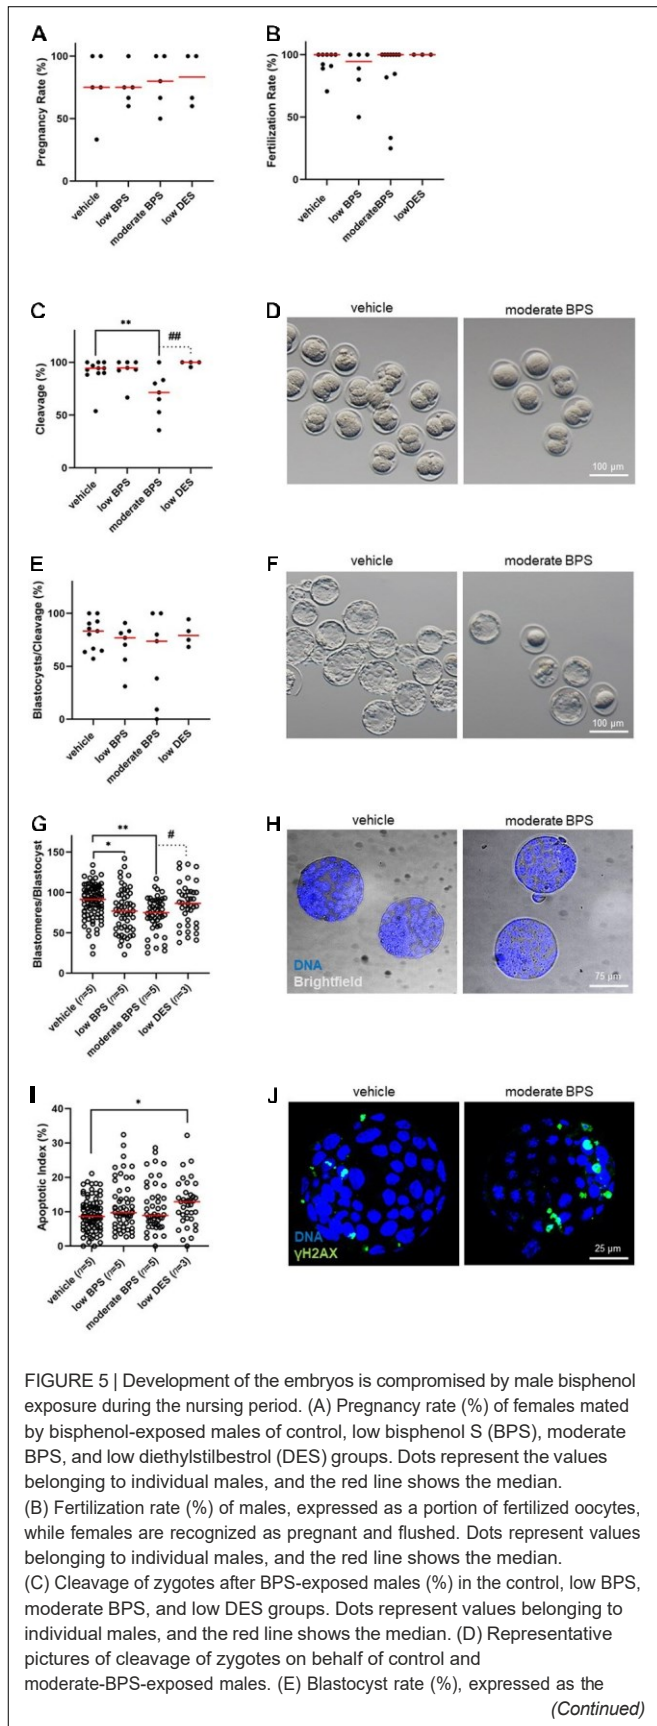 A
Pregnancy Rate (%)
100
50
0
vehicle
low BPS
moderate BPS
low DES
B
Fertilization Rate (%)
100
50
0
vehicle
low BPS
moderateBPS
lowDES
C
Cleavage (%)
**
##
100
50
0
vehicle
low BPS
moderate BPS
low DES
D
vehicle
moderate BPS
100 µm
E
Blastocysts/Cleavage (%)
100
50
0
vehicle
low BPS
moderate BPS
low DES
F
vehicle
moderate BPS
100 µm
G
Blastomeres/Blastocyst
**
*
#
150
100
50
0
vehicle (n=5)
low BPS (n=5)
moderate BPS (n=5)
low DES (n=3)
H
vehicle
moderate BPS
DNA
Brightfield
75 µm
I
Apoptotic Index (%)
*
40
30
20
10
0
vehicle (n=5)
low BPS (n=5)
moderate BPS (n=5)
low DES (n=3)
J
vehicle
moderate BPS
DNA
γH2AX
25 µm
FIGURE 5 | Development of the embryos is compromised by male bisphenol
exposure during the nursing period. (A) Pregnancy rate (%) of females mated
by bisphenol-exposed males of control, low bisphenol S (BPS), moderate
BPS, and low diethylstilbestrol (DES) groups. Dots represent the values
belonging to individual males, and the red line shows the median.
(B) Fertilization rate (%) of males, expressed as a portion of fertilized oocytes,
while females are recognized as pregnant and flushed. Dots represent values
belonging to individual males, and the red line shows the median.
(C) Cleavage of zygotes after BPS-exposed males (%) in the control, low BPS,
moderate BPS, and low DES groups. Dots represent values belonging to
individual males, and the red line shows the median. (D) Representative
pictures of cleavage of zygotes on behalf of control and
moderate-BPS-exposed males. (E) Blastocyst rate (%), expressed as the
(Continued)